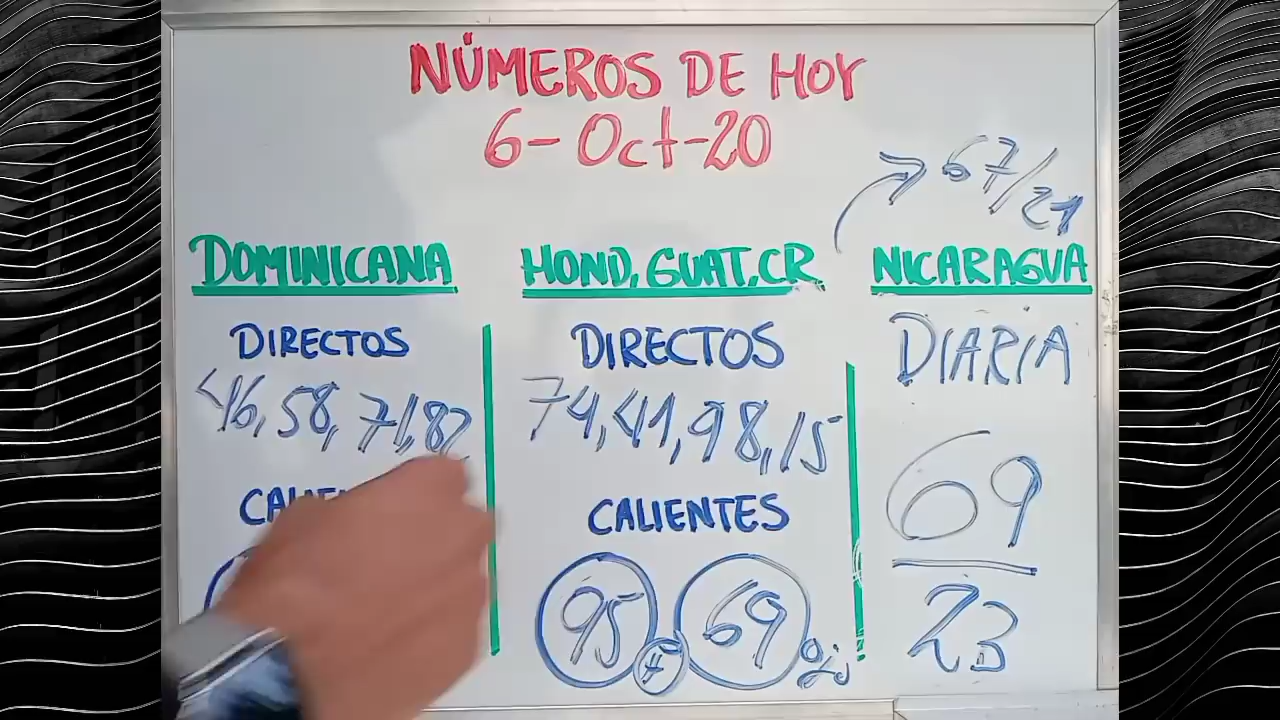 NÚMEROS DE HOY
6-Oct-20
67/21
DOMINICANA
HOND, GUAT, CR
NICARAGUA
DIRECTOS
DIRECTOS
DIARIA
46, 58, 71, 82
74, 41, 98, 15
CALIENTES
69
23
95
69